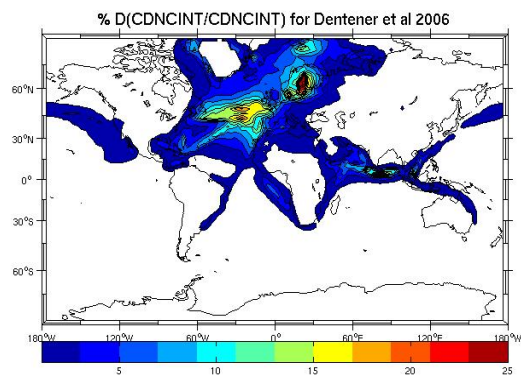 % D(CDNCINT/CDNCINT) for Dentener et al 2006
60°N
30°N
0°
30°S
60°S
180°W 120°W 60°W 0° 60°E 120°E 180°W
5 10 15 20 25